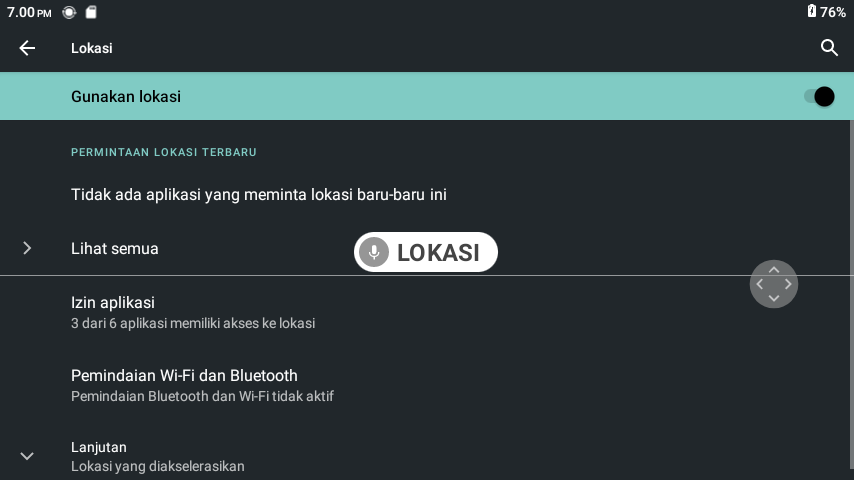 7.00 PM
76%
Lokasi
Gunakan lokasi
PERMINTAAN LOKASI TERBARU
Tidak ada aplikasi yang meminta lokasi baru-baru ini
Lihat semua
LOKASI
Izin aplikasi
3 dari 6 aplikasi memiliki akses ke lokasi
Pemindaian Wi-Fi dan Bluetooth
Pemindaian Bluetooth dan Wi-Fi tidak aktif
Lanjutan
Lokasi yang diakselerasikan